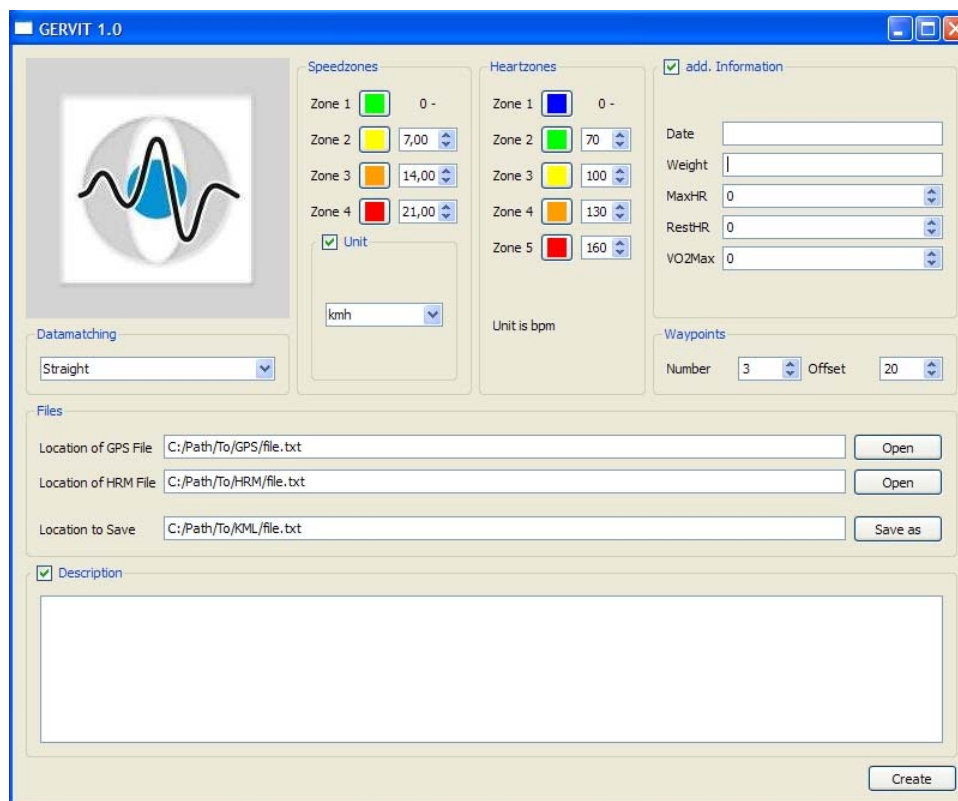 GERVIT 1.0
Speedzones
Zone 1 0 -
Zone 2 7,00
Zone 3 14,00
Zone 4 21,00
Unit
kmh
Heartzones
Zone 1 0 -
Zone 2 70
Zone 3 100
Zone 4 130
Zone 5 160
Unit is bpm
add. Information
Date
Weight
MaxHR 0
RestHR 0
VO2Max 0
Datamatching
Straight
Waypoints
Number 3 Offset 20
Files
Location of GPS File C:/Path/To/GPS/file.txt Open
Location of HRM File C:/Path/To/HRM/file.txt Open
Location to Save C:/Path/To/KML/file.txt Save as
Description
Create